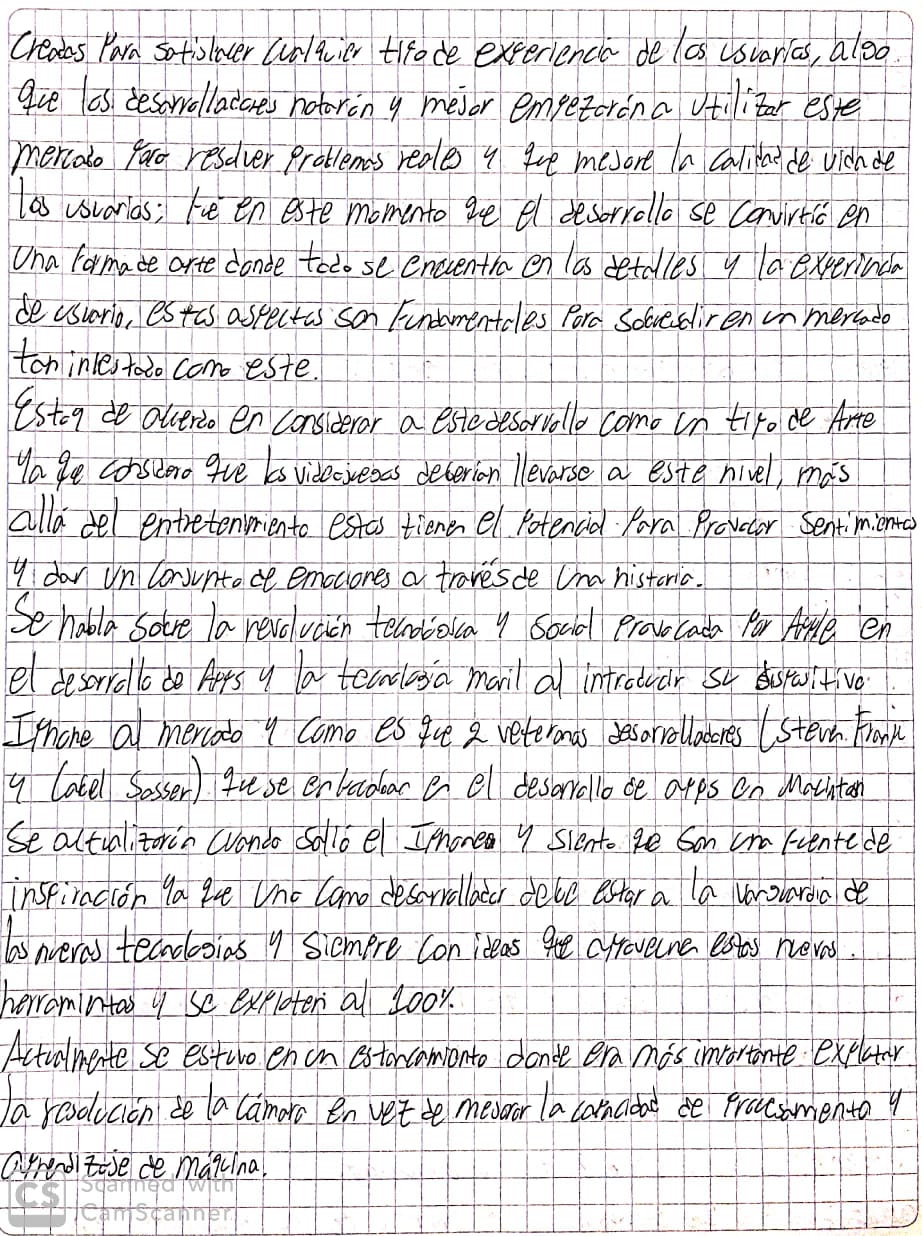 Creadas Para satisfacer cualquier tipo de experiencia de los usuarios, algo
que los desarrolladores notarón y mejor empezarón a utilizar este
mercado Para resolver Problemas reales y que mejore la calidad de vida de
los usuarios; fué en este momento que el desarrollo se convirtió en
una forma de arte donde todo se encuentra en los detalles y la experincia
de usuario, estos aspectos son Fundamentales Para sobresalir en un mercado
tan infestado como este.
Estoy de acuerdo en considerar a este desarrollo como un tipo de Arte
Ya que considero que los videojuegos deberían llevarse a este nivel, más
allá del entretenimiento estos tienen el Potencial Para Provocar sentimientos
y dar un conjunto de emociones a través de una historia.
Se habla sobre la revolución tecnológica y social Provocada Por Apple en
el desarrollo de Apps y la tecnología movil al introducir su dispositivo
IPhone al mercado y como es que 2 veteranos desarrolladores (Steven Frank
y Cabel Sasser) que se enfocaban en el desarrollo de apps en
se actualizarón cuando salió el IPhone y siento que son una fuente de
inspiración Ya que uno como desarrollador debe estar a la vanguardia de
las nuevas tecnologías y siempre con ideas que aprovechen estas nuevas
herramintas y se exploten al 100%.
Actualmente se estuvo en un estancamiento donde era más importante explotar
la resolución de la cámara en vez de mejorar la capacidad de Procesamento y
aprendizaje de máquina.
CS Scanned with
CamScanner